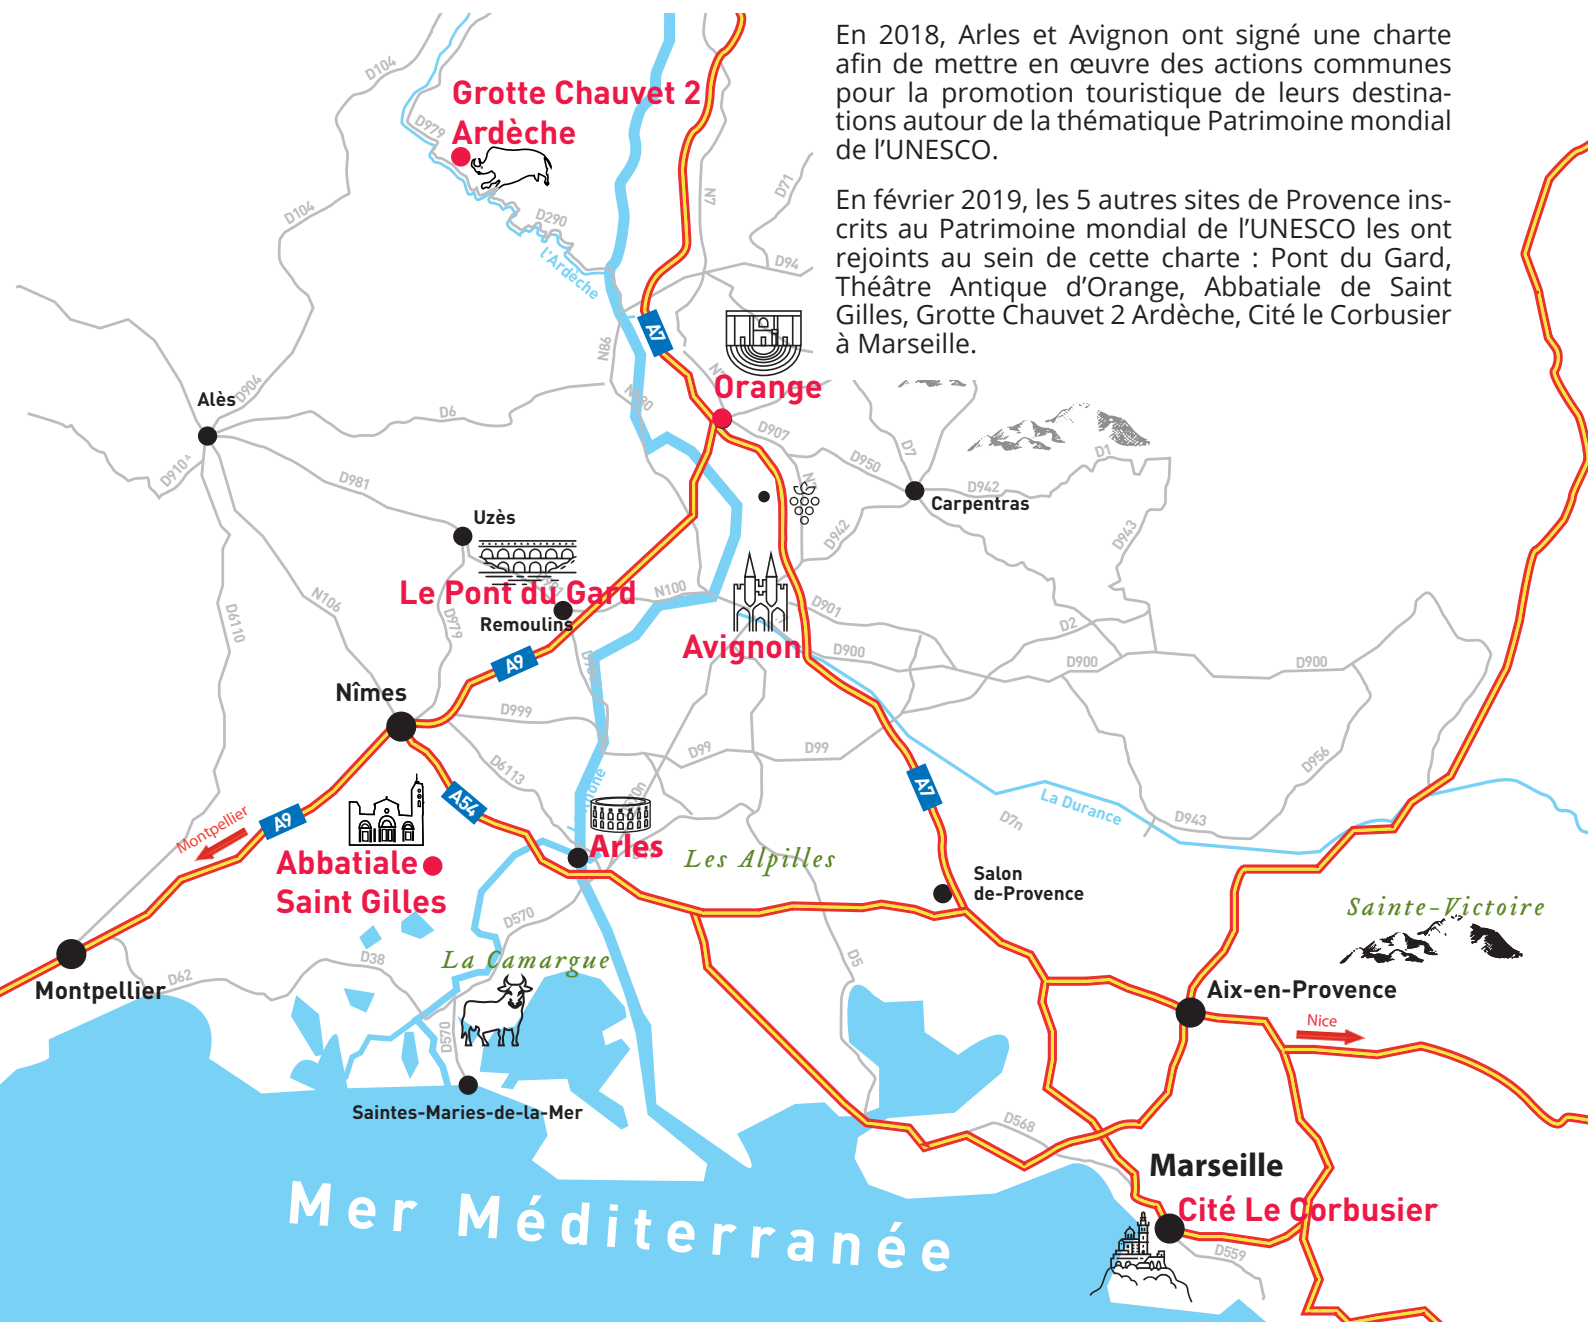 En 2018, Arles et Avignon ont signé une charte
afin de mettre en œuvre des actions communes
pour la promotion touristique de leurs destina-
tions autour de la thématique Patrimoine mondial
de l’UNESCO.
En février 2019, les 5 autres sites de Provence ins-
crits au Patrimoine mondial de l’UNESCO les ont
rejoints au sein de cette charte : Pont du Gard,
Théâtre Antique d’Orange, Abbatiale de Saint
Gilles, Grotte Chauvet 2 Ardèche, Cité le Corbusier
à Marseille.
D104
Grotte Chauvet 2
Ardèche
D979
D104
D290
N7
D71
l'Ardèche
D94
A7
N86
Orange
D904
Alès
D6
D907
D7
D950
D1
D910A
D981
D942
Carpentras
Uzès
D942
D943
Le Pont du Gard
N100
N106
D6110
D979
Remoulins
D901
D2
Avignon
D900
D900
D900
A9
Nîmes
D999
D99
D99
D956
D6113
A54
A7
La Durance
D943
D7n
A9
Montpellier
Arles
Les Alpilles
Abbatiale
Saint Gilles
Salon
de-Provence
Sainte-Victoire
D570
D5
D38
La Camargue
D62
Montpellier
Aix-en-Provence
Nice
D570
Saintes-Maries-de-la-Mer
D568
Marseille
Cité Le Corbusier
Mer Méditerranée
D559